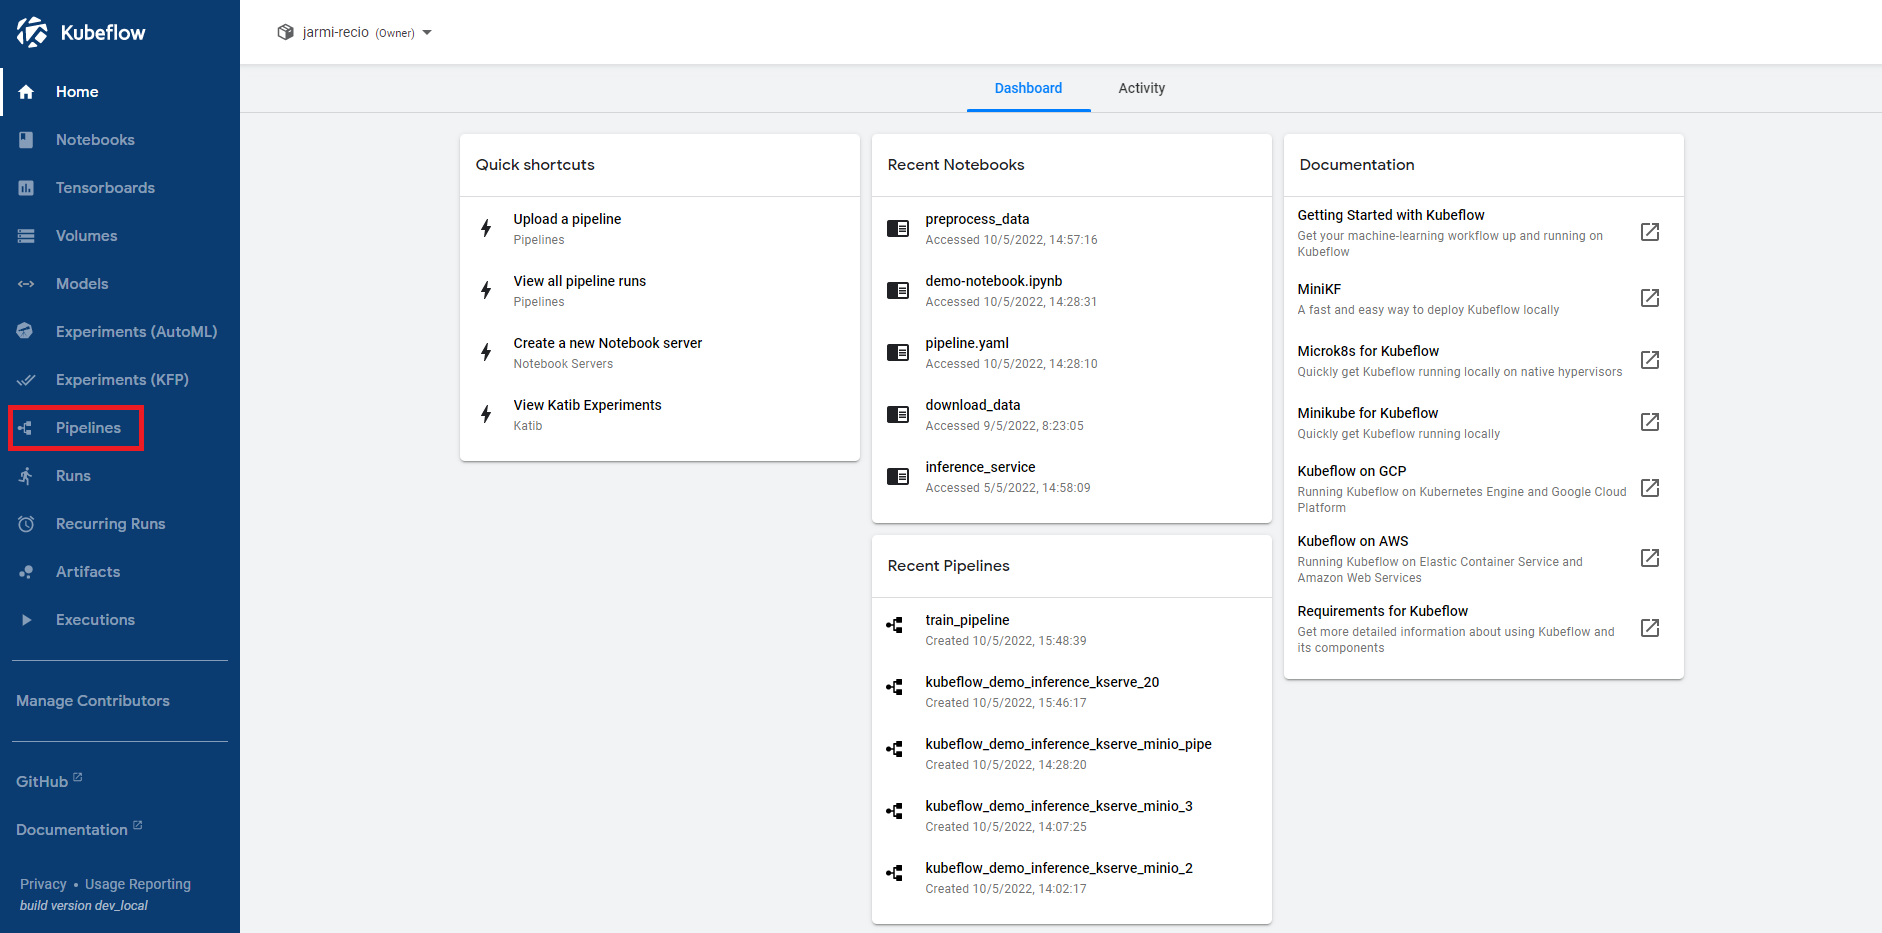 Kubeflow
Home
Notebooks
Tensorboards
Volumes
Models
Experiments (AutoML)
Experiments (KFP)
Pipelines
Runs
Recurring Runs
Artifacts
Executions
Manage Contributors
GitHub
Documentation
Privacy • Usage Reporting
build version dev_local
jarmi-recio (Owner)
Dashboard
Activity
Quick shortcuts
Upload a pipeline
Pipelines
View all pipeline runs
Pipelines
Create a new Notebook server
Notebook Servers
View Katib Experiments
Katib
Recent Notebooks
preprocess_data
Accessed 10/5/2022, 14:57:16
demo-notebook.ipynb
Accessed 10/5/2022, 14:28:31
pipeline.yaml
Accessed 10/5/2022, 14:28:10
download_data
Accessed 9/5/2022, 8:23:05
inference_service
Accessed 5/5/2022, 14:58:09
Recent Pipelines
train_pipeline
Created 10/5/2022, 15:48:39
kubeflow_demo_inference_kserve_20
Created 10/5/2022, 15:46:17
kubeflow_demo_inference_kserve_minio_pipe
Created 10/5/2022, 14:28:20
kubeflow_demo_inference_kserve_minio_3
Created 10/5/2022, 14:07:25
kubeflow_demo_inference_kserve_minio_2
Created 10/5/2022, 14:02:17
Documentation
Getting Started with Kubeflow
Get your machine-learning workflow up and running on
Kubeflow
MiniKF
A fast and easy way to deploy Kubeflow locally
Microk8s for Kubeflow
Quickly get Kubeflow running locally on native hypervisors
Minikube for Kubeflow
Quickly get Kubeflow running locally
Kubeflow on GCP
Running Kubeflow on Kubernetes Engine and Google Cloud
Platform
Kubeflow on AWS
Running Kubeflow on Elastic Container Service and
Amazon Web Services
Requirements for Kubeflow
Get more detailed information about using Kubeflow and
its components